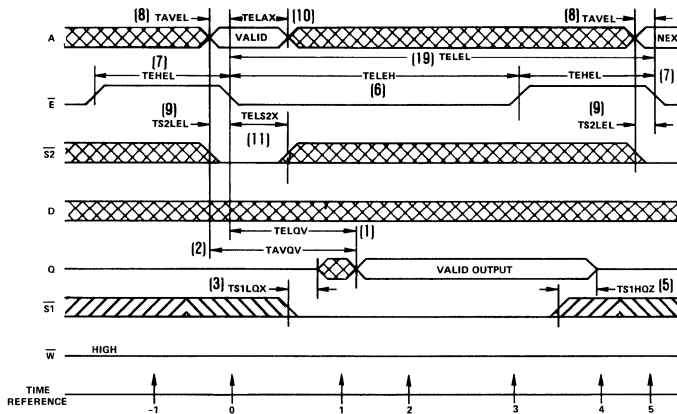 (8) TAVEL TELAX (10) (8) TAVEL
A VALID NEX
(7) (19) TELEL
TEHEL TELEH TEHEL (7)
E (6)
(9) TELS2X (9)
TS2LEL (11) TS2LEL
S2
D
TELQV (1)
(2) TAVQV
Q VALID OUTPUT
(3) TS1LQX TS1HQZ (5)
S1
W HIGH
TIME
REFERENCE -1 0 1 2 3 4 5